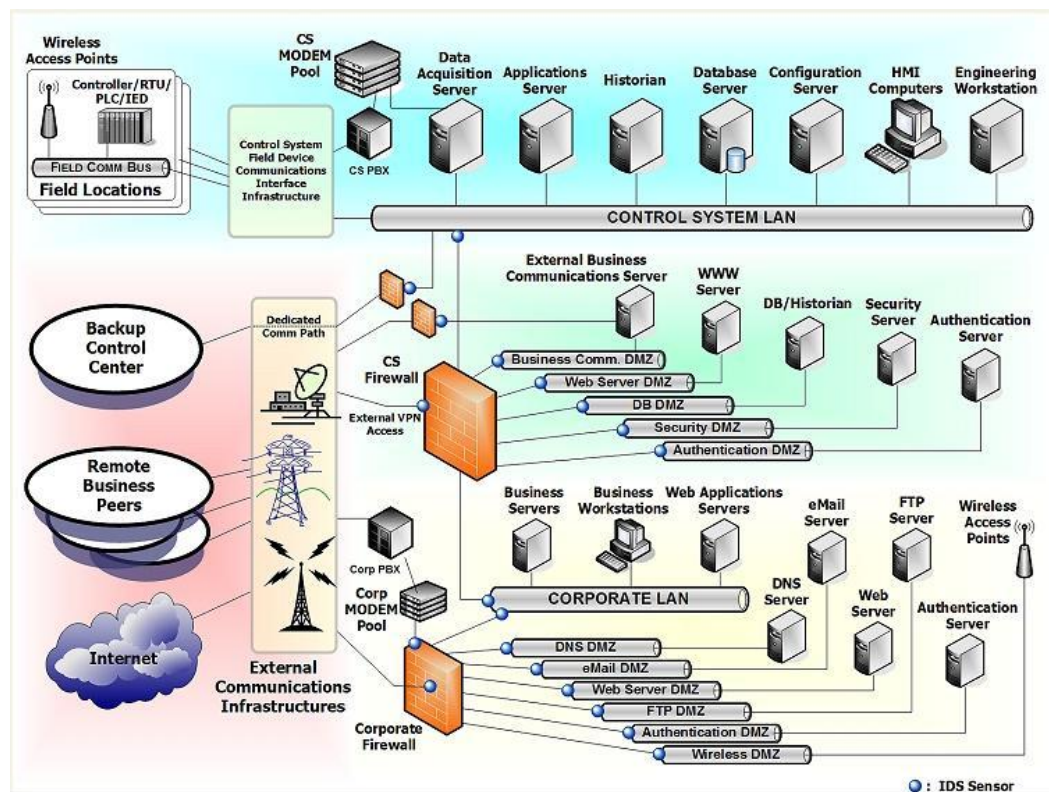 Wireless
Access Points
Controller/RTU/
PLC/IED
FIELD COMM BUS
Field Locations
CS
MODEM
Pool
CS PBX
Control System
Field Device
Communications
Interface
Infrastructure
Data
Acquisition
Server
Applications
Server
Historian
Database
Server
Configuration
Server
HMI
Computers
Engineering
Workstation
CONTROL SYSTEM LAN
External Business
Communications Server
WWW
Server
DB/Historian
Security
Server
Authentication
Server
Backup
Control
Center
Dedicated
Comm Path
CS
Firewall
External VPN
Access
Business Comm. DMZ
Web Server DMZ
DB DMZ
Security DMZ
Authentication DMZ
Remote
Business
Peers
Internet
External
Communications
Infrastructures
Corp PBX
Corp
MODEM
Pool
Corporate
Firewall
Business
Servers
Business
Workstations
Web Applications
Servers
eMail
Server
FTP
Server
Wireless
Access
Points
CORPORATE LAN
DNS
Server
Web
Server
Authentication
Server
DNS DMZ
eMail DMZ
Web Server DMZ
FTP DMZ
Authentication DMZ
Wireless DMZ
: IDS Sensor